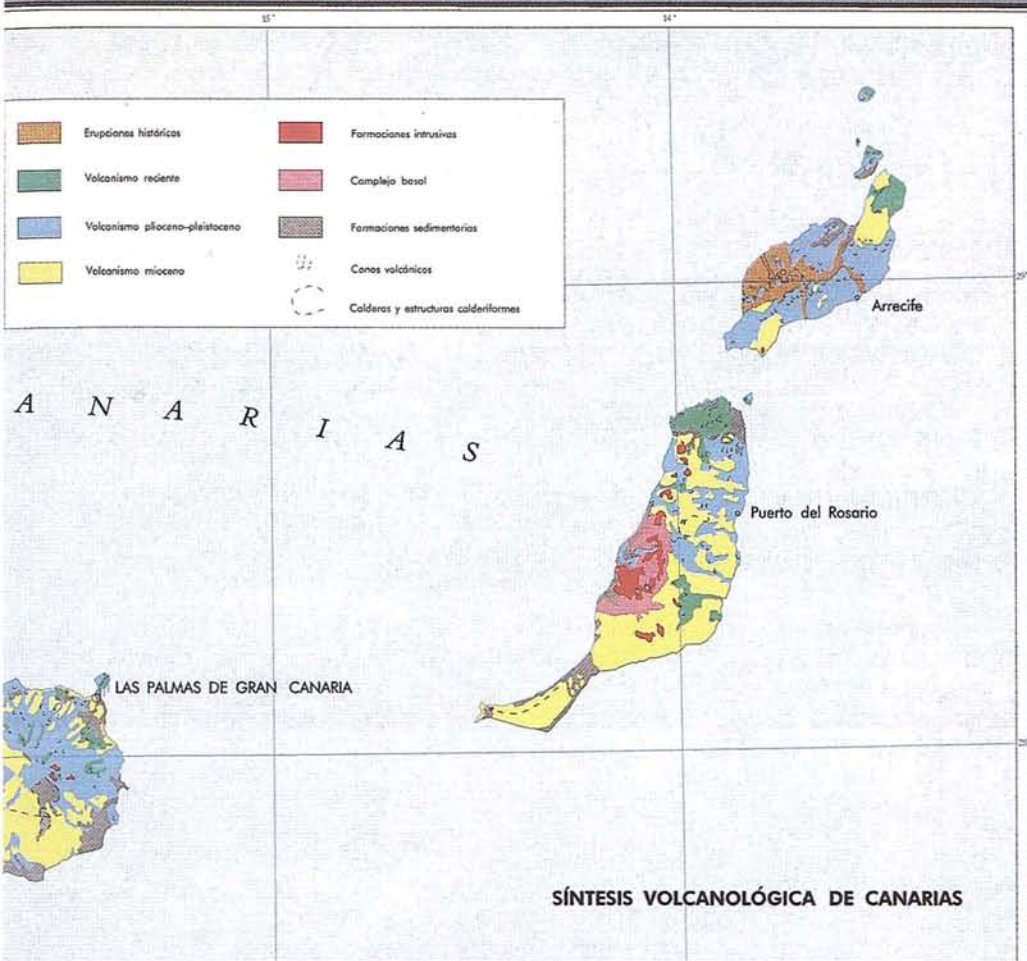 15°
14°
Erupciones históricas
Volcanismo reciente
Volcanismo plioceno-pleistoceno
Volcanismo mioceno
Formaciones intrusivas
Complejo basal
Formaciones sedimentarias
Conos volcánicos
Calderas y estructuras calderiformes
29°
Arrecife
A N A R I A S
Puerto del Rosario
LAS PALMAS DE GRAN CANARIA
SÍNTESIS VOLCANOLÓGICA DE CANARIAS